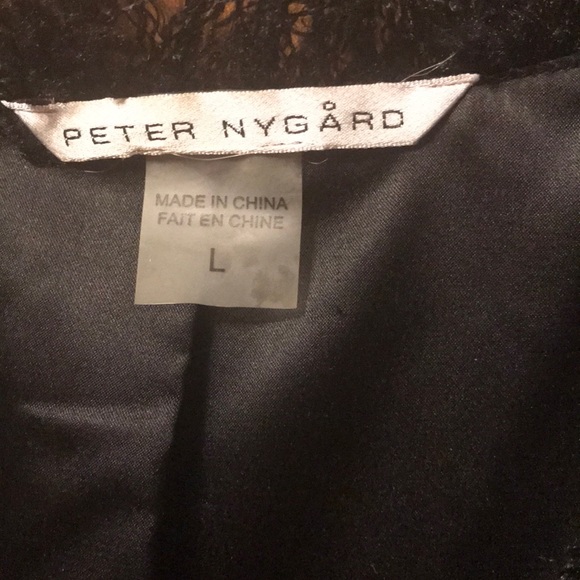 PETER NYGÅRD
MADE IN CHINA
FAIT EN CHINE
L